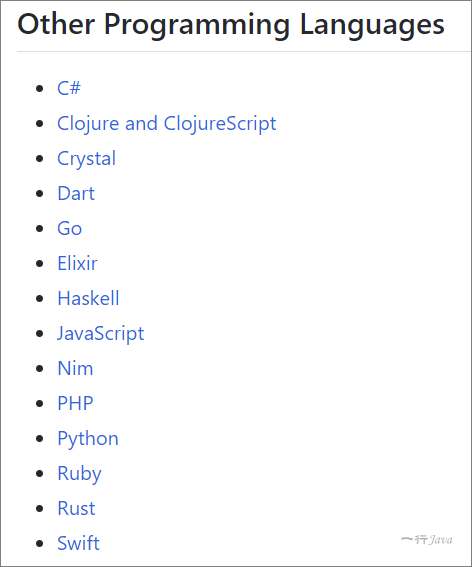 Other Programming Languages
C#
Clojure and ClojureScript
Crystal
Dart
Go
Elixir
Haskell
JavaScript
Nim
PHP
Python
Ruby
Rust
Swift
一行Java